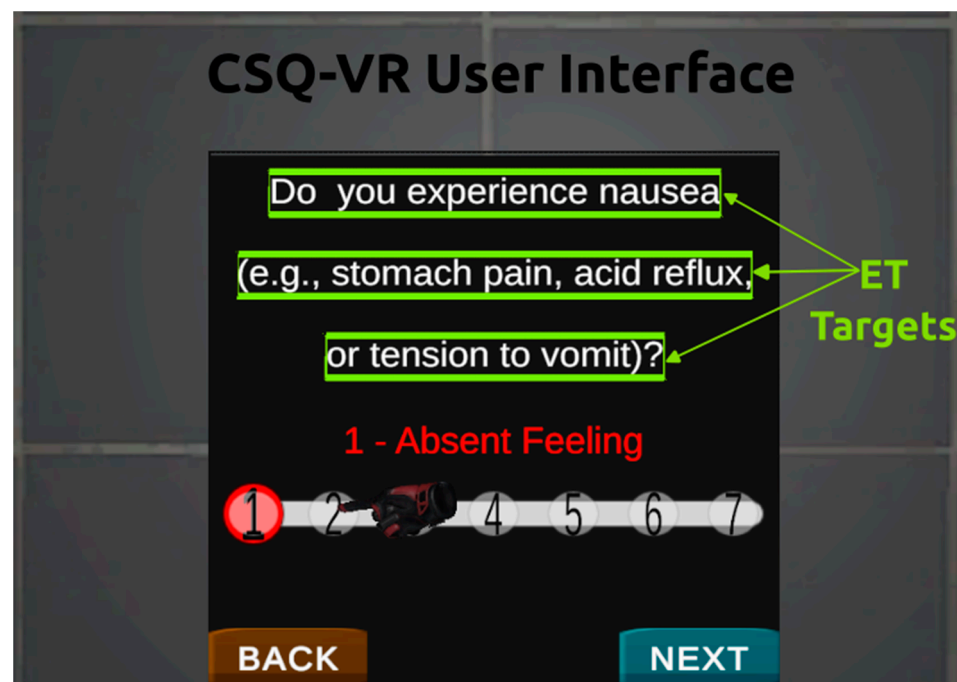 CSQ-VR User Interface
Do you experience nausea
(e.g., stomach pain, acid reflux,
or tension to vomit)?
ET
Targets
1 - Absent Feeling
1 2 4 5 6 7
BACK NEXT